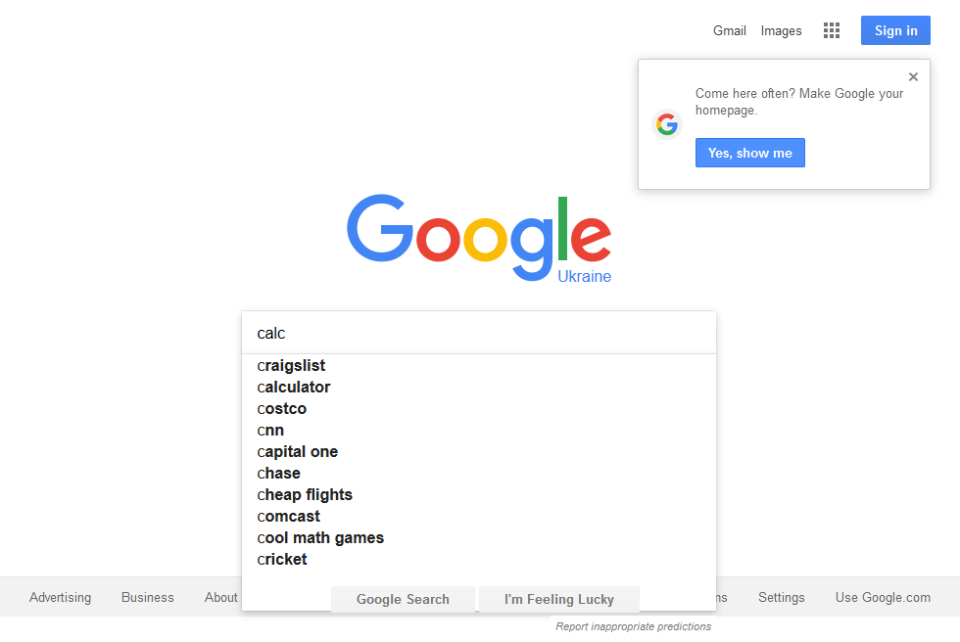 Gmail Images Sign in
Come here often? Make Google your
homepage.
Yes, show me
Google
Ukraine
calc
craigslist
calculator
costco
cnn
capital one
chase
cheap flights
comcast
cool math games
cricket
Google Search I'm Feeling Lucky
Advertising Business About Settings Use Google.com
Report inappropriate predictions